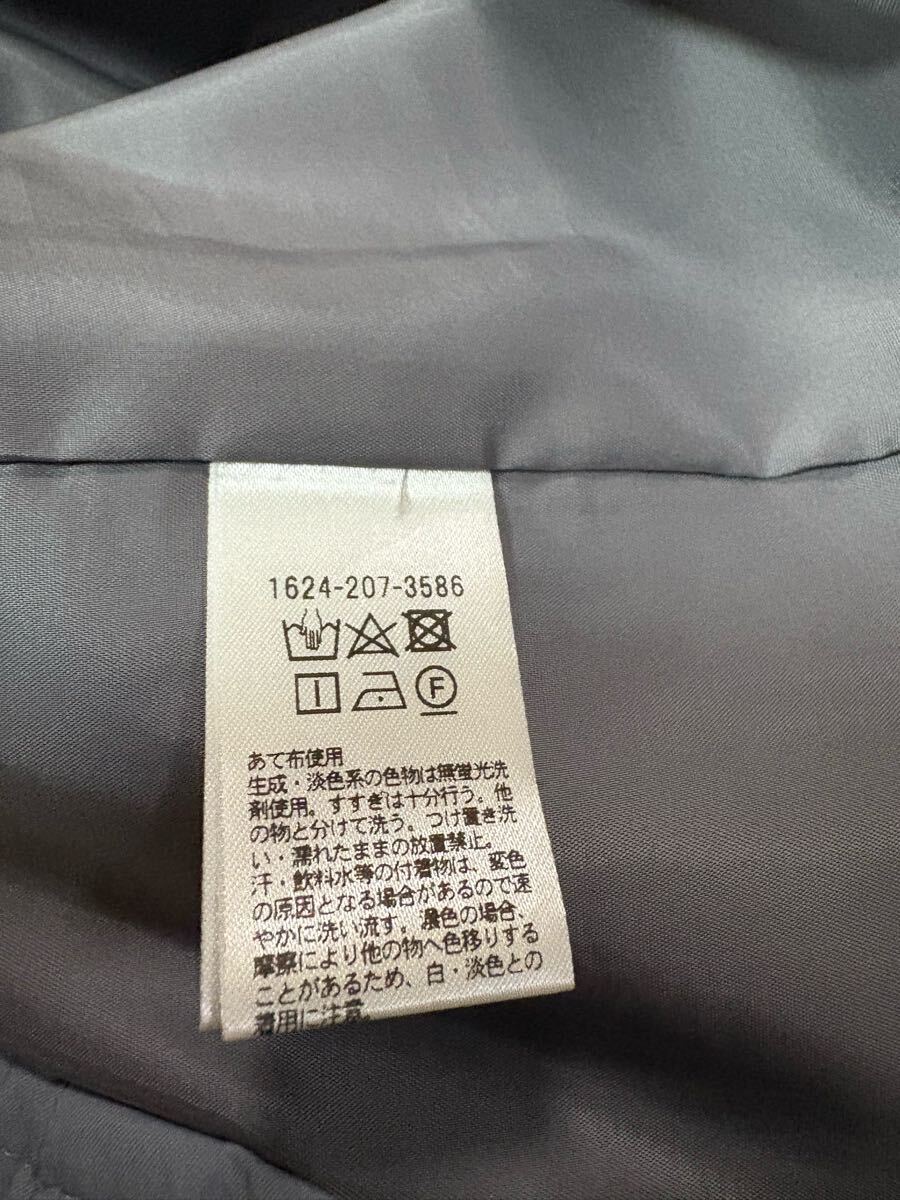 1624-207-3586
F
あて布使用
生成・淡色系の色物は無蛍光洗
剤使用。すすぎは十分行う。他
の物と分けて洗う。つけ置き洗
い・濡れたままの放置禁止。
汗・飲料水等の付着物は、変色
の原因となる場合があるので速
やかに洗い流す。濃色の場合、
摩擦により他の物へ色移りする
ことがあるため、白・淡色との
着用に注意。